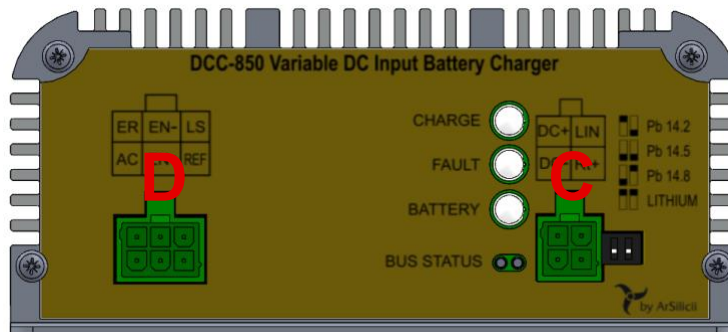 DCC-850 Variable DC Input Battery Charger
ER EN- LS
AC REF
D
CHARGE
FAULT
BATTERY
BUS STATUS
DC+ LIN
C
Pb 14.2
Pb 14.5
Pb 14.8
LITHIUM
by ArSilicii